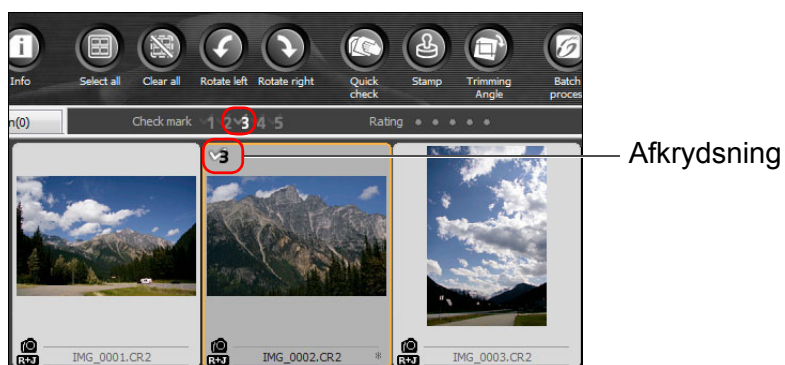 Info Select all Clear all Rotate left Rotate right Quick check Stamp Trimming Angle Batch proces
n(0) Check mark 1 2 3 4 5 Rating
3 Afkrydsning
R+J IMG_0001.CR2 R+J IMG_0002.CR2 * R+J IMG_0003.CR2